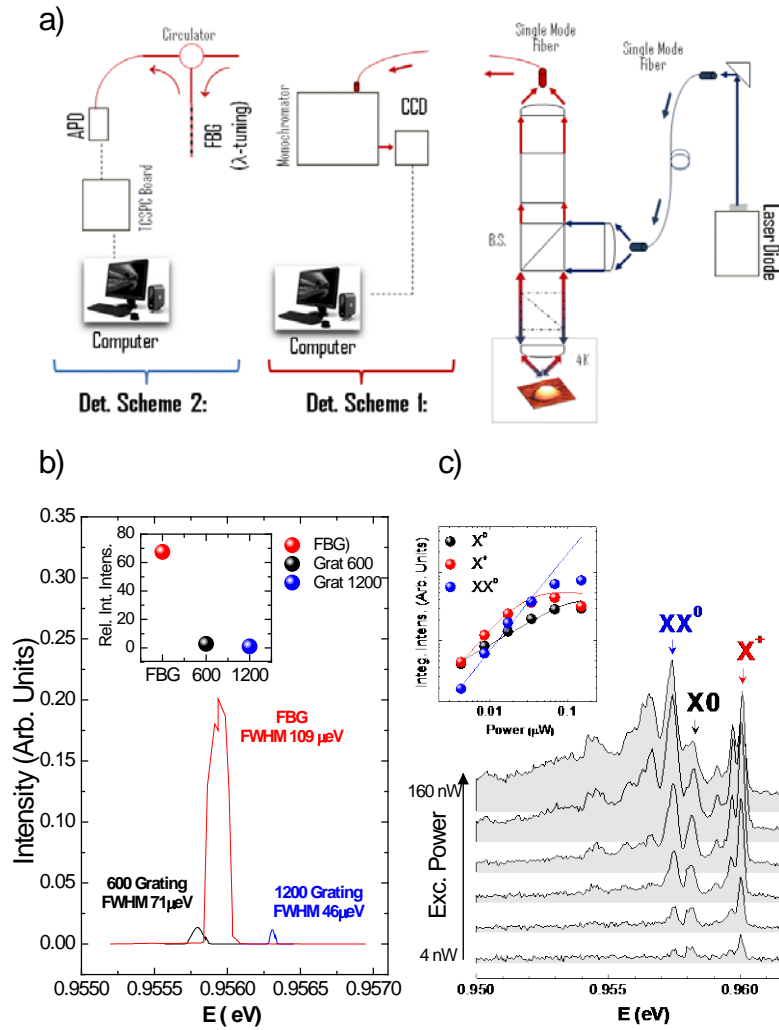 a)
Circulator
APD
FBG
(λ-tuning)
TCSPC Board
Computer
Det. Scheme 2:
Monochromator
CCD
Computer
Det. Scheme 1:
Single Mode
Fiber
Single Mode
Fiber
B.S.
Laser Diode
4K
b)
Intensity (Arb. Units)
0.35
0.30
0.25
0.20
0.15
0.10
0.05
0.00
Rel. Int. Intens.
80
60
40
20
0
FBG
600
1200
FBG)
Grat 600
Grat 1200
FBG
FWHM 109 µeV
600 Grating
FWHM 71µeV
1200 Grating
FWHM 46µeV
0.9550 0.9555 0.9560 0.9565 0.9570
E ( eV)
c)
Integ. Intens. (Arb. Units)
X⁰
X⁺
XX⁰
0.01 0.1
Power (µW)
XX⁰
X0
X⁺
160 nW
Exc. Power
4 nW
0.950 0.955 0.960
E (eV)